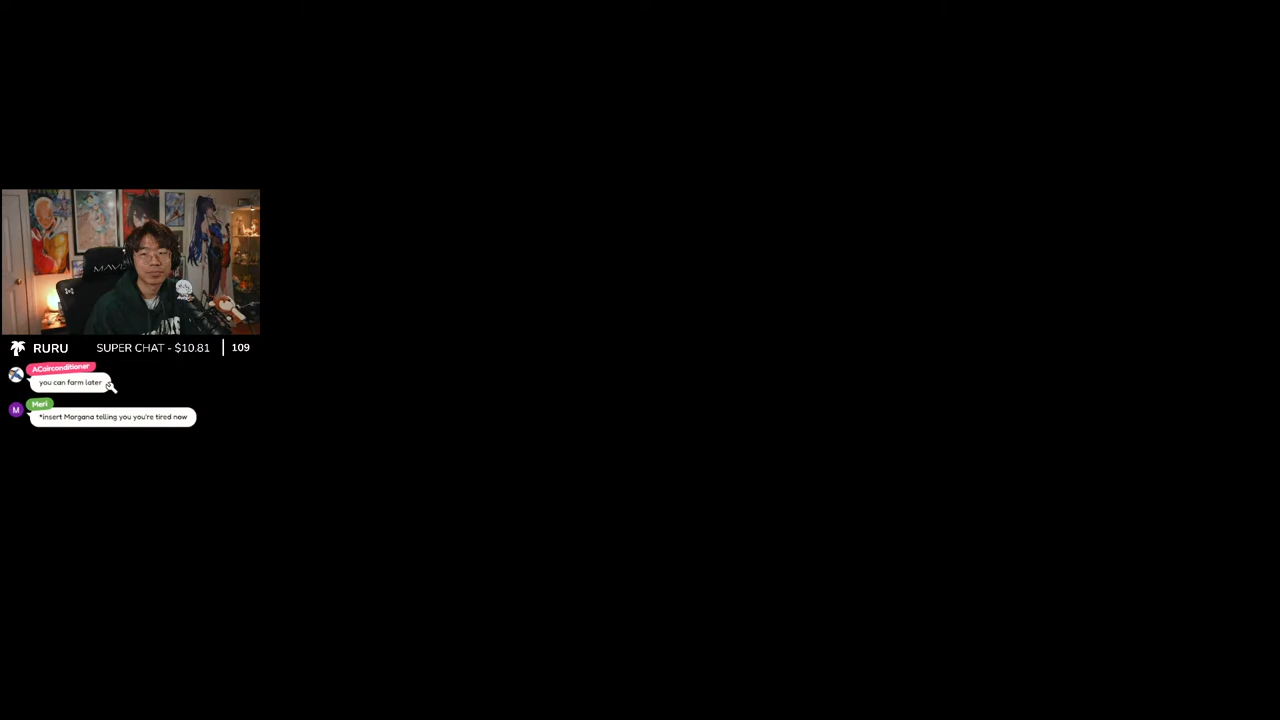 RURU SUPER CHAT - $10.81 109
ACairconditioner
you can farm later
M Meri
*insert Morgana telling you you're tired now